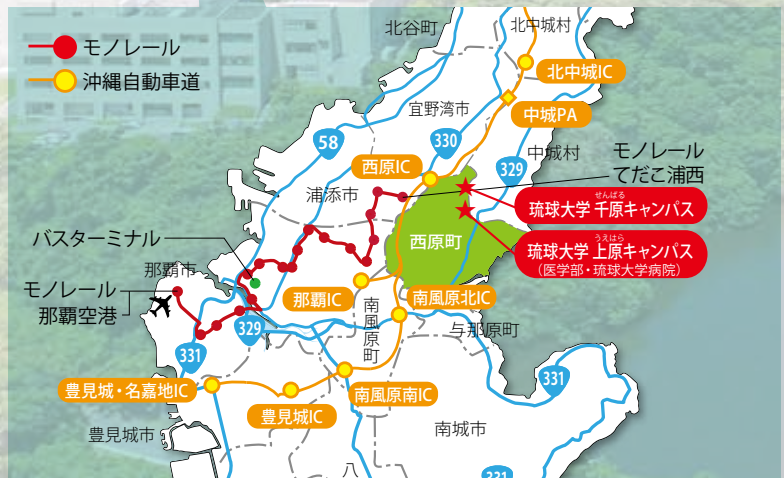 モノレール
沖縄自動車道
北谷町
北中城村
北中城IC
宜野湾市
中城PA
58
330
西原IC
中城村
329
モノレール
てだこ浦西
浦添市
せんばる
琉球大学 千原キャンパス
西原町
うえはら
琉球大学 上原キャンパス
(医学部・琉球大学病院)
バスターミナル
那覇市
モノレール
那覇空港
那覇IC
南風原町
南風原北IC
329
与那原町
331
331
豊見城・名嘉地IC
豊見城IC
南風原南IC
豊見城市
南城市
八
331